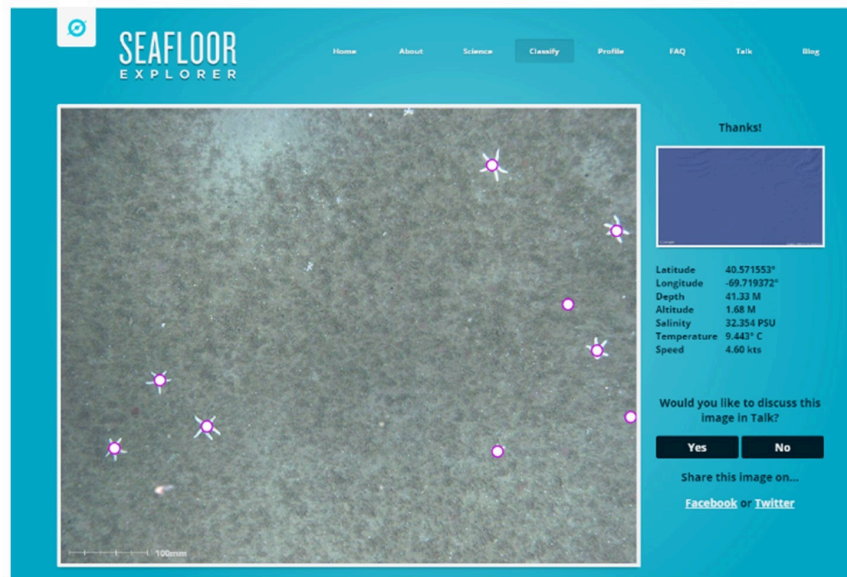 SEAFLOOR
EXPLORER
Home About Science Classify Profile FAQ Talk Blog
Thanks!
Latitude 40.571553°
Longitude -69.719372°
Depth 41.33 M
Altitude 1.68 M
Salinity 32.354 PSU
Temperature 9.443° C
Speed 4.60 kts
Would you like to discuss this
image in Talk?
Yes No
Share this image on...
Facebook or Twitter
100mm